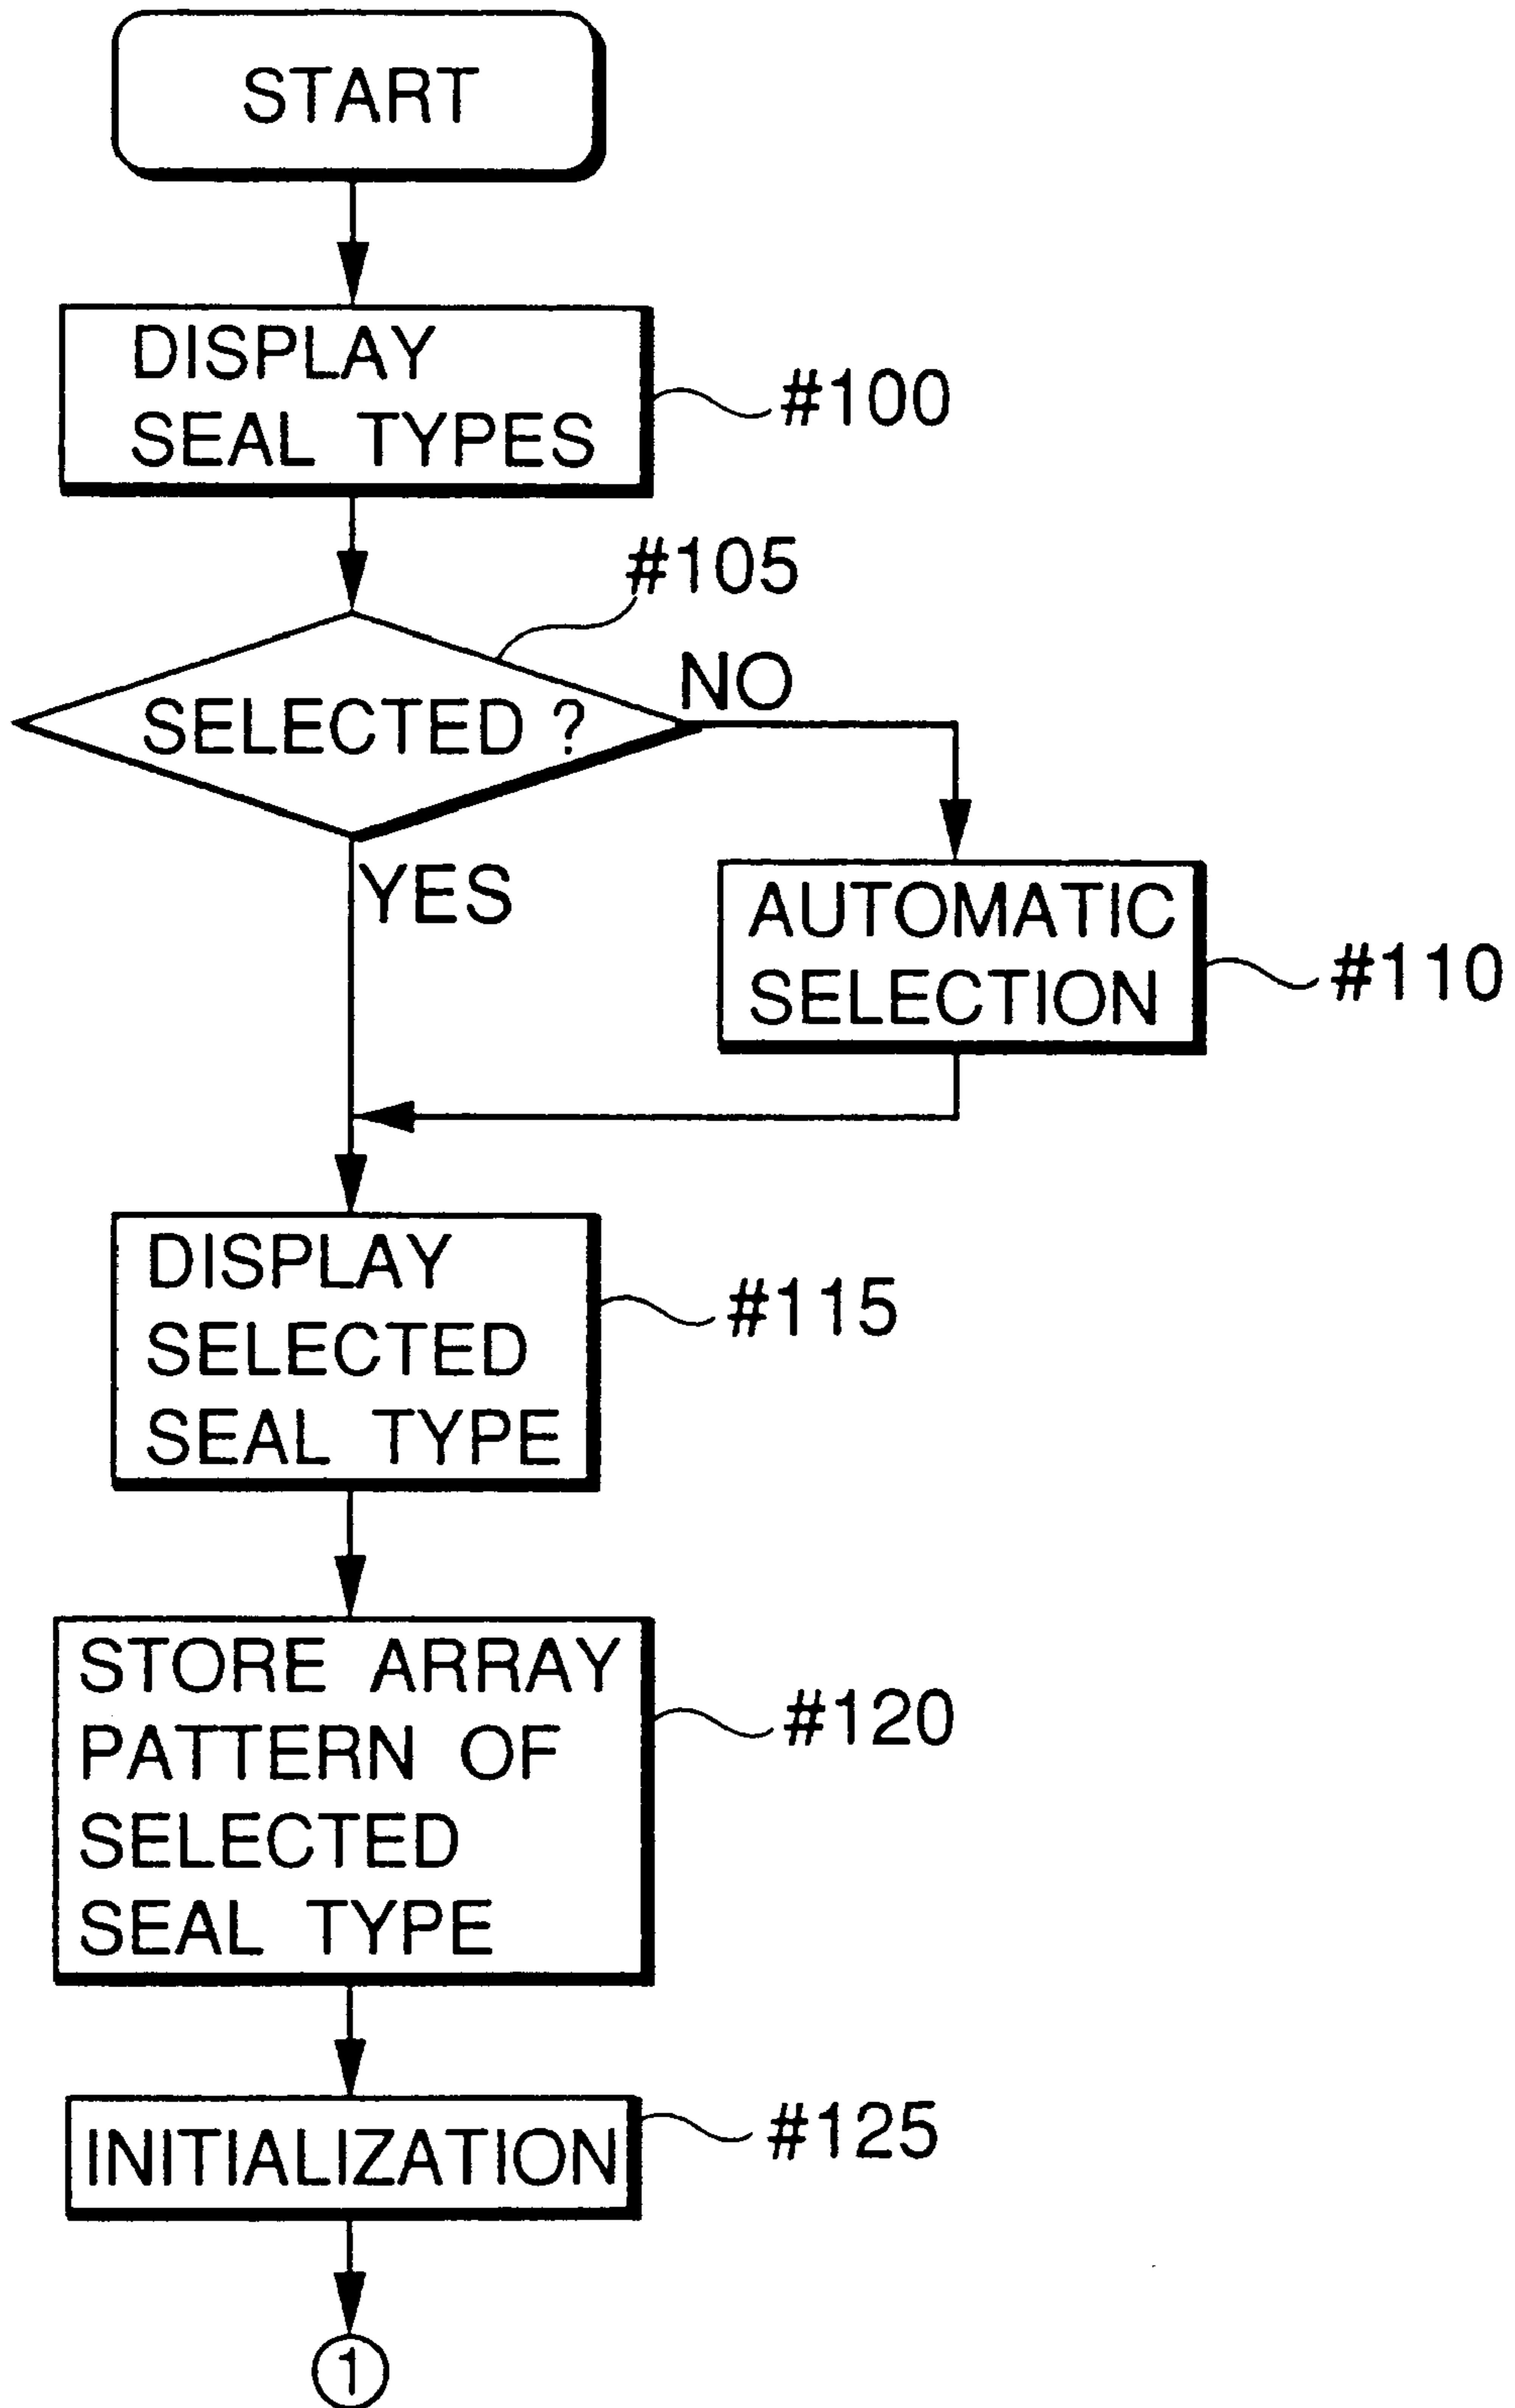 START
DISPLAY
SEAL TYPES
#100
#105
SELECTED ?
NO
YES
AUTOMATIC
SELECTION
#110
DISPLAY
SELECTED
SEAL TYPE
#115
STORE ARRAY
PATTERN OF
SELECTED
SEAL TYPE
#120
INITIALIZATION
#125
1